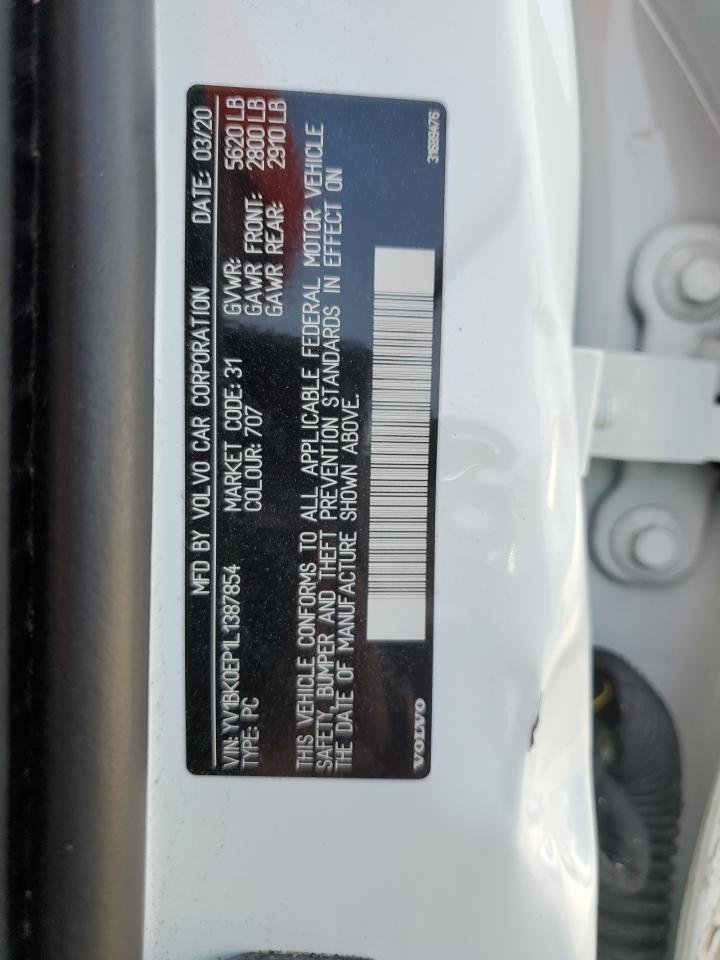 MFD BY VOLVO CAR CORPORATION DATE: 03/20
VIN: YV1BK0EP1L1387854 MARKET CODE: 31 GVWR: 5620 LB
TYPE: PC COLOUR: 707 GAWR FRONT: 2800 LB
GAWR REAR: 2910 LB
THIS VEHICLE CONFORMS TO ALL APPLICABLE FEDERAL MOTOR VEHICLE
SAFETY, BUMPER AND THEFT PREVENTION STANDARDS IN EFFECT ON
THE DATE OF MANUFACTURE SHOWN ABOVE.
VOLVO 31689476